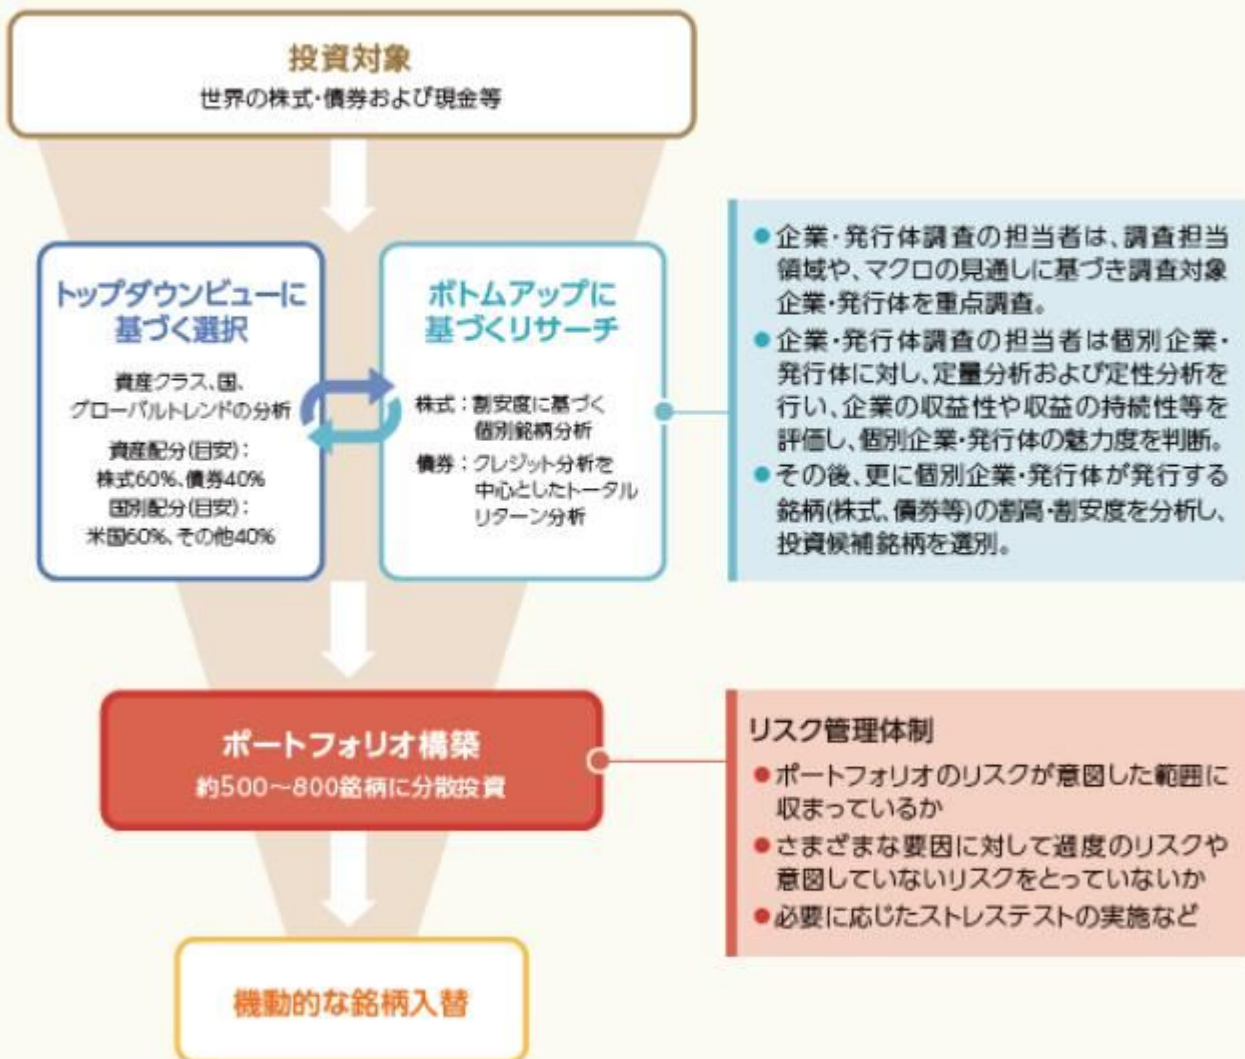 投資対象
世界の株式・債券および現金等
トップダウンビューに
基づく選択
資産クラス、国、
グローバルトレンドの分析
資産配分(目安)：
株式60%、債券40%
国別配分(目安)：
米国60%、その他40%
ボトムアップに
基づくリサーチ
株式：割安度に基づく
個別銘柄分析
債券：クレジット分析を
中心としたトータル
リターン分析
●企業・発行体調査の担当者は、調査担当
領域や、マクロの見通しに基づき調査対象
企業・発行体を重点調査。
●企業・発行体調査の担当者は個別企業・
発行体に対し、定量分析および定性分析を
行い、企業の収益性や収益の持続性等を
評価し、個別企業・発行体の魅力度を判断。
●その後、更に個別企業・発行体が発行する
銘柄(株式、債券等)の割高・割安度を分析し、
投資候補銘柄を選別。
ポートフォリオ構築
約500～800銘柄に分散投資
リスク管理体制
●ポートフォリオのリスクが意図した範囲に
収まっているか
●さまざまな要因に対して過度のリスクや
意図していないリスクをとっていないか
●必要に応じたストレステストの実施など
機動的な銘柄入替